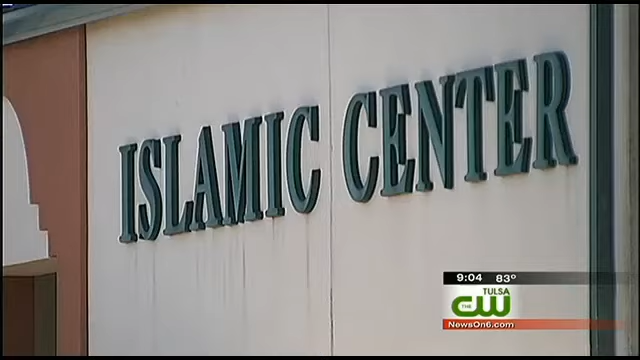 ISLAMIC CENTER
9:04 83°
TULSA
THE CW
NewsOn6.com